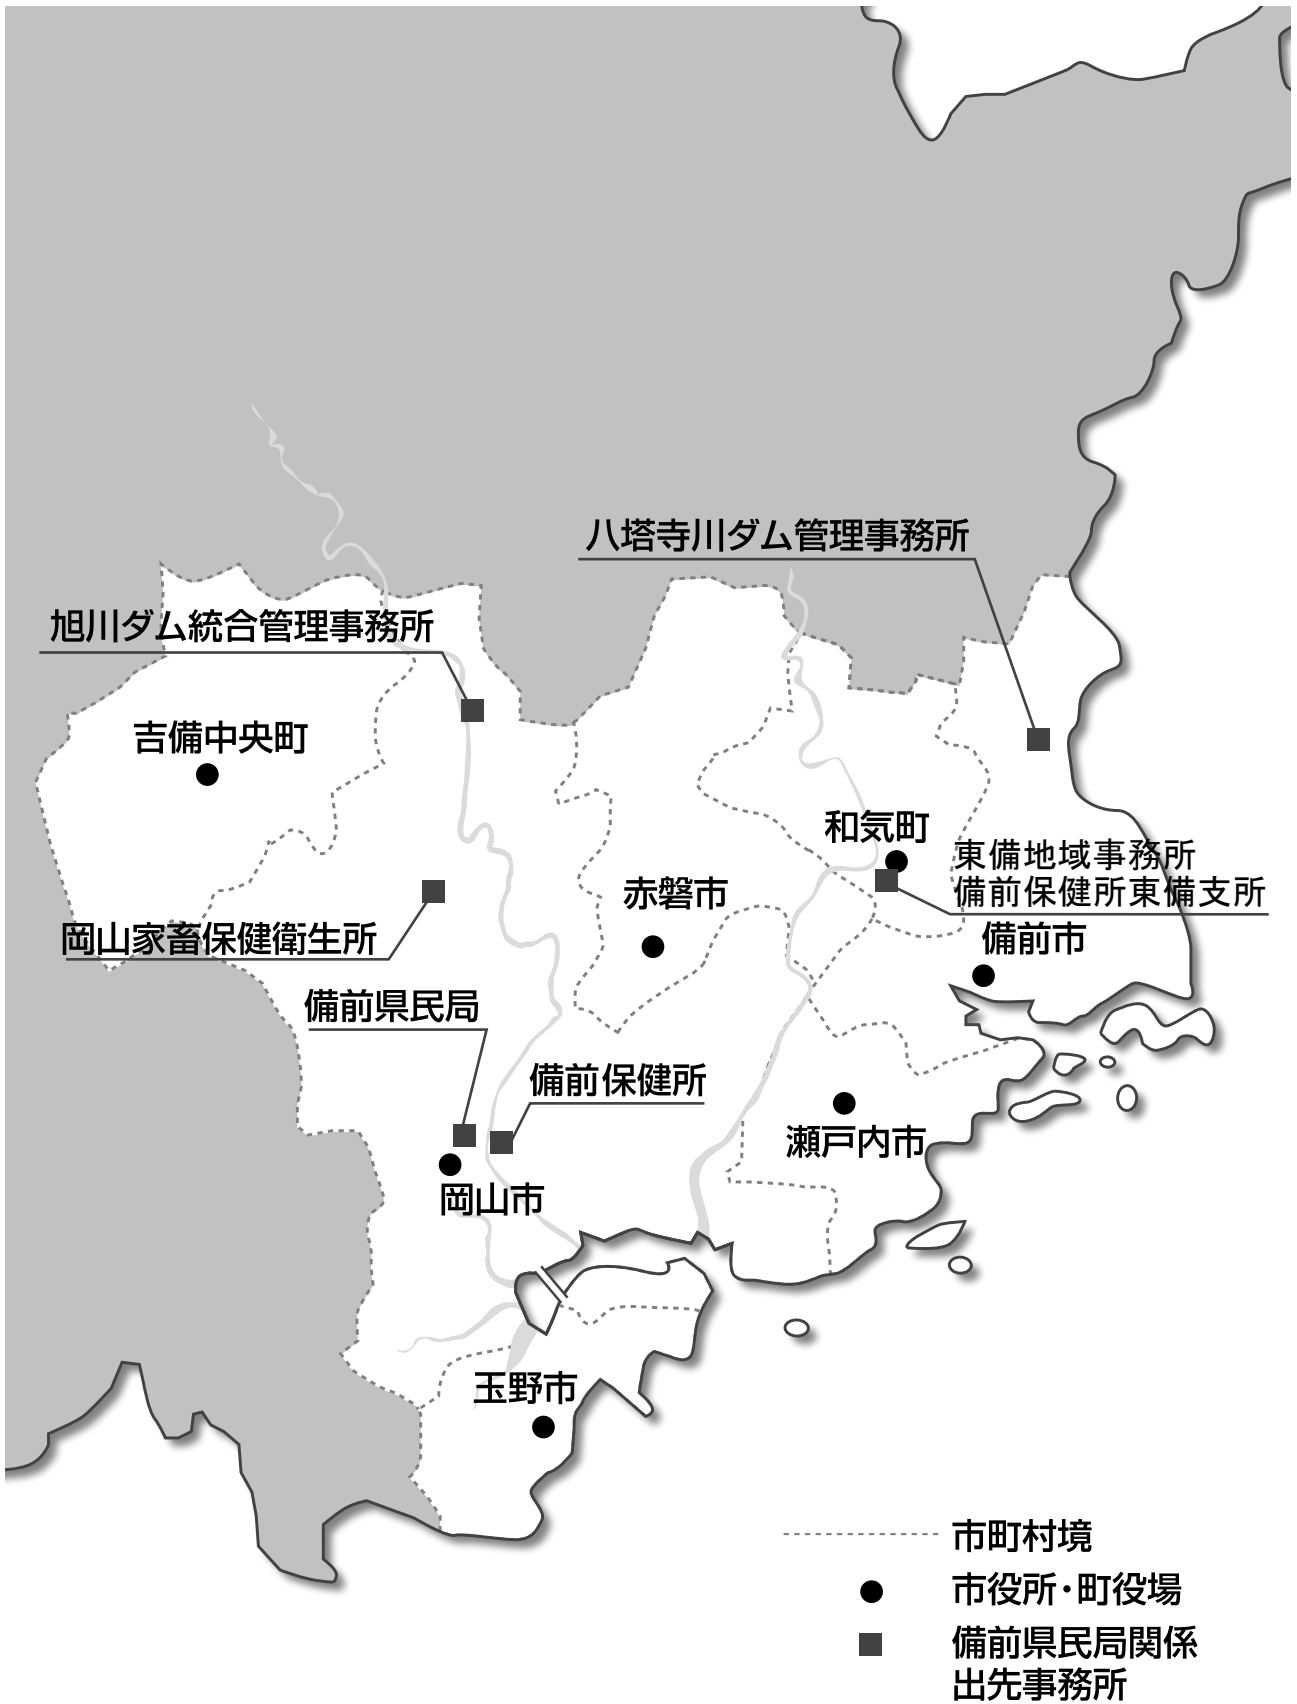 八塔寺川ダム管理事務所
旭川ダム統合管理事務所
吉備中央町
和気町
東備地域事務所
備前保健所東備支所
赤磐市
岡山家畜保健衛生所
備前市
備前県民局
備前保健所
瀬戸内市
岡山市
玉野市
市町村境
市役所・町役場
備前県民局関係
出先事務所